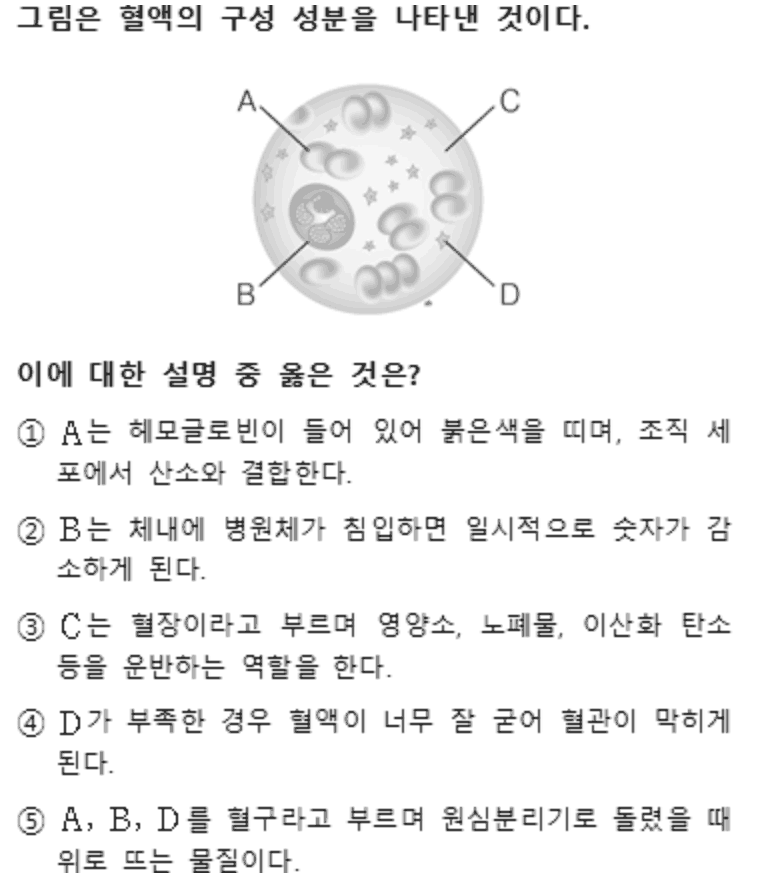 그림은 혈액의 구성 성분을 나타낸 것이다.
A
C
B
D
이에 대한 설명 중 옳은 것은?
① A는 헤모글로빈이 들어 있어 붉은색을 띠며, 조직 세
포에서 산소와 결합한다.
② B는 체내에 병원체가 침입하면 일시적으로 숫자가 감
소하게 된다.
③ C는 혈장이라고 부르며 영양소, 노폐물, 이산화 탄소
등을 운반하는 역할을 한다.
④ D가 부족한 경우 혈액이 너무 잘 굳어 혈관이 막히게
된다.
⑤ A, B, D를 혈구라고 부르며 원심분리기로 돌렸을 때
위로 뜨는 물질이다.